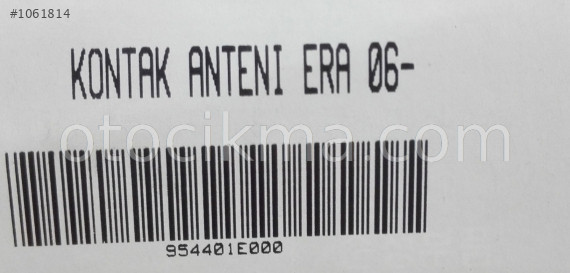 #1061814
KONTAK ANTENI ERA 06-
otocikma.com
954401E000